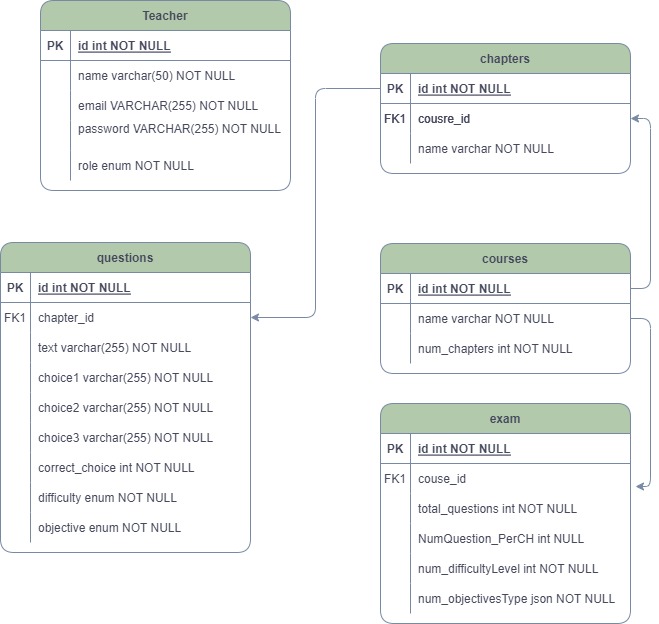 Teacher
PK id int NOT NULL
name varchar(50) NOT NULL
email VARCHAR(255) NOT NULL
password VARCHAR(255) NOT NULL
role enum NOT NULL
chapters
PK id int NOT NULL
FK1 cousre_id
name varchar NOT NULL
questions
PK id int NOT NULL
FK1 chapter_id
text varchar(255) NOT NULL
choice1 varchar(255) NOT NULL
choice2 varchar(255) NOT NULL
choice3 varchar(255) NOT NULL
correct_choice int NOT NULL
difficulty enum NOT NULL
objective enum NOT NULL
courses
PK id int NOT NULL
name varchar NOT NULL
num_chapters int NOT NULL
exam
PK id int NOT NULL
FK1 couse_id
total_questions int NOT NULL
NumQuestion_PerCH int NULL
num_difficultyLevel int NOT NULL
num_objectivesType json NOT NULL